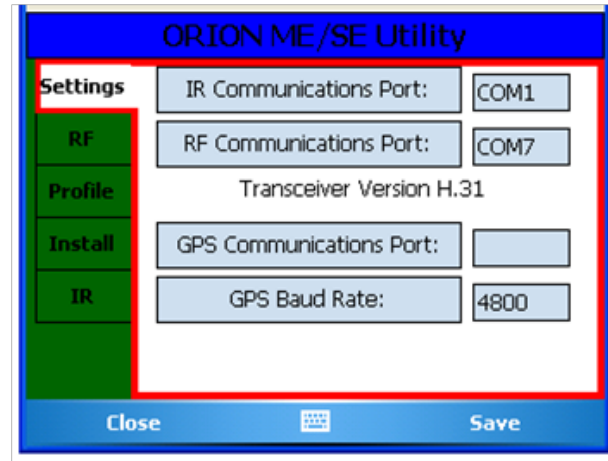 ORION ME/SE Utility
Settings
IR Communications Port: COM1
RF
RF Communications Port: COM7
Profile
Transceiver Version H.31
Install
GPS Communications Port:
IR
GPS Baud Rate: 4800
Close Save